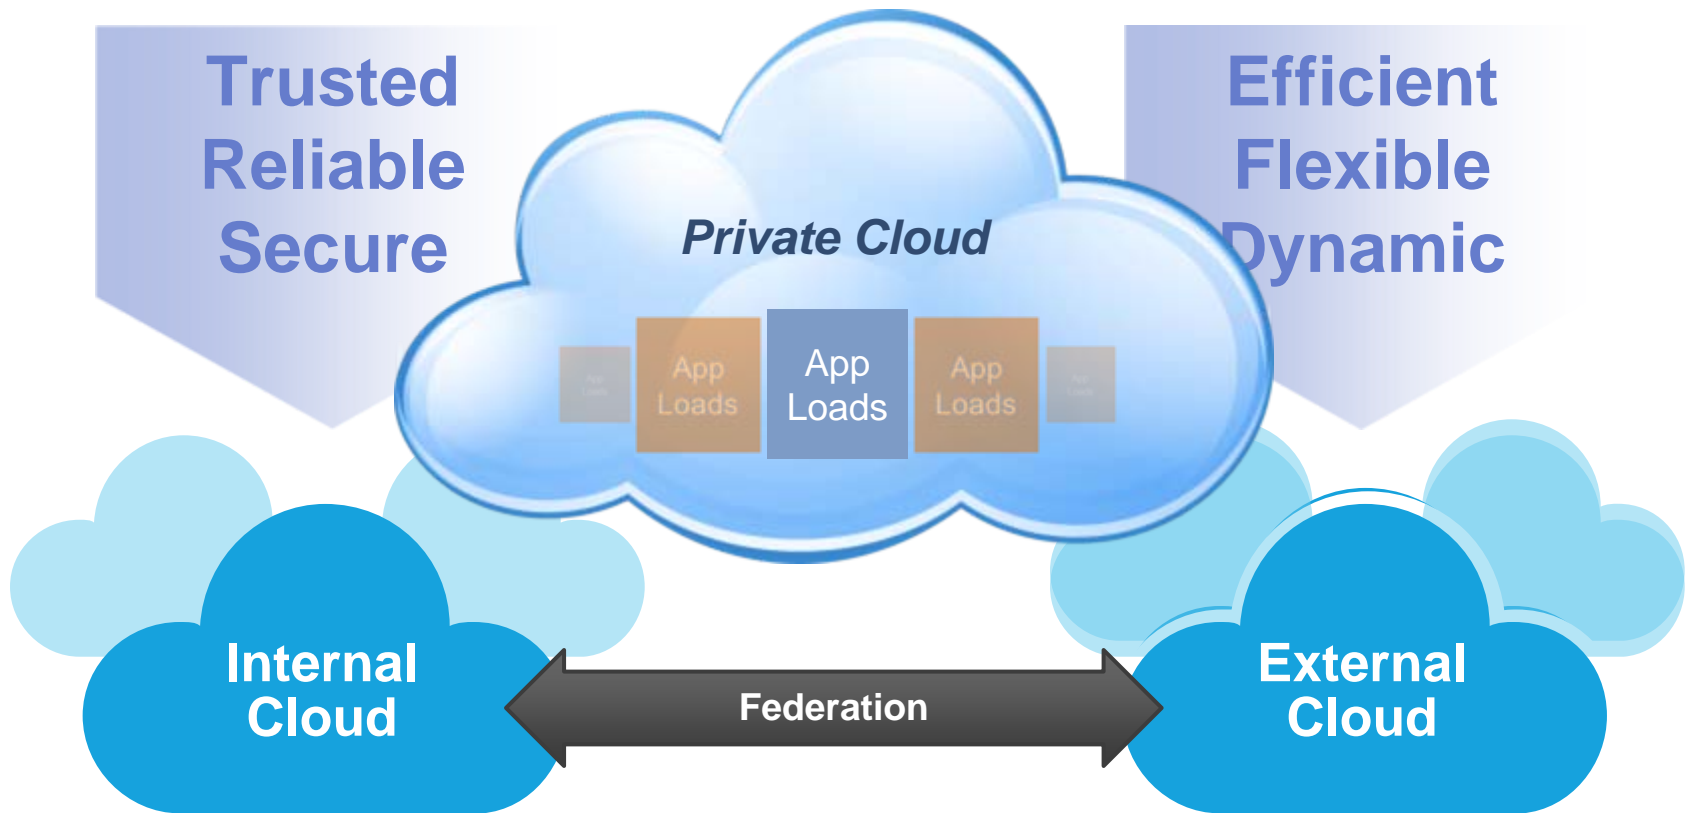 Trusted
Reliable
Secure
Efficient
Flexible
Dynamic
Private Cloud
App
Loads
App
Loads
App
Loads
Internal
Cloud
Federation
External
Cloud